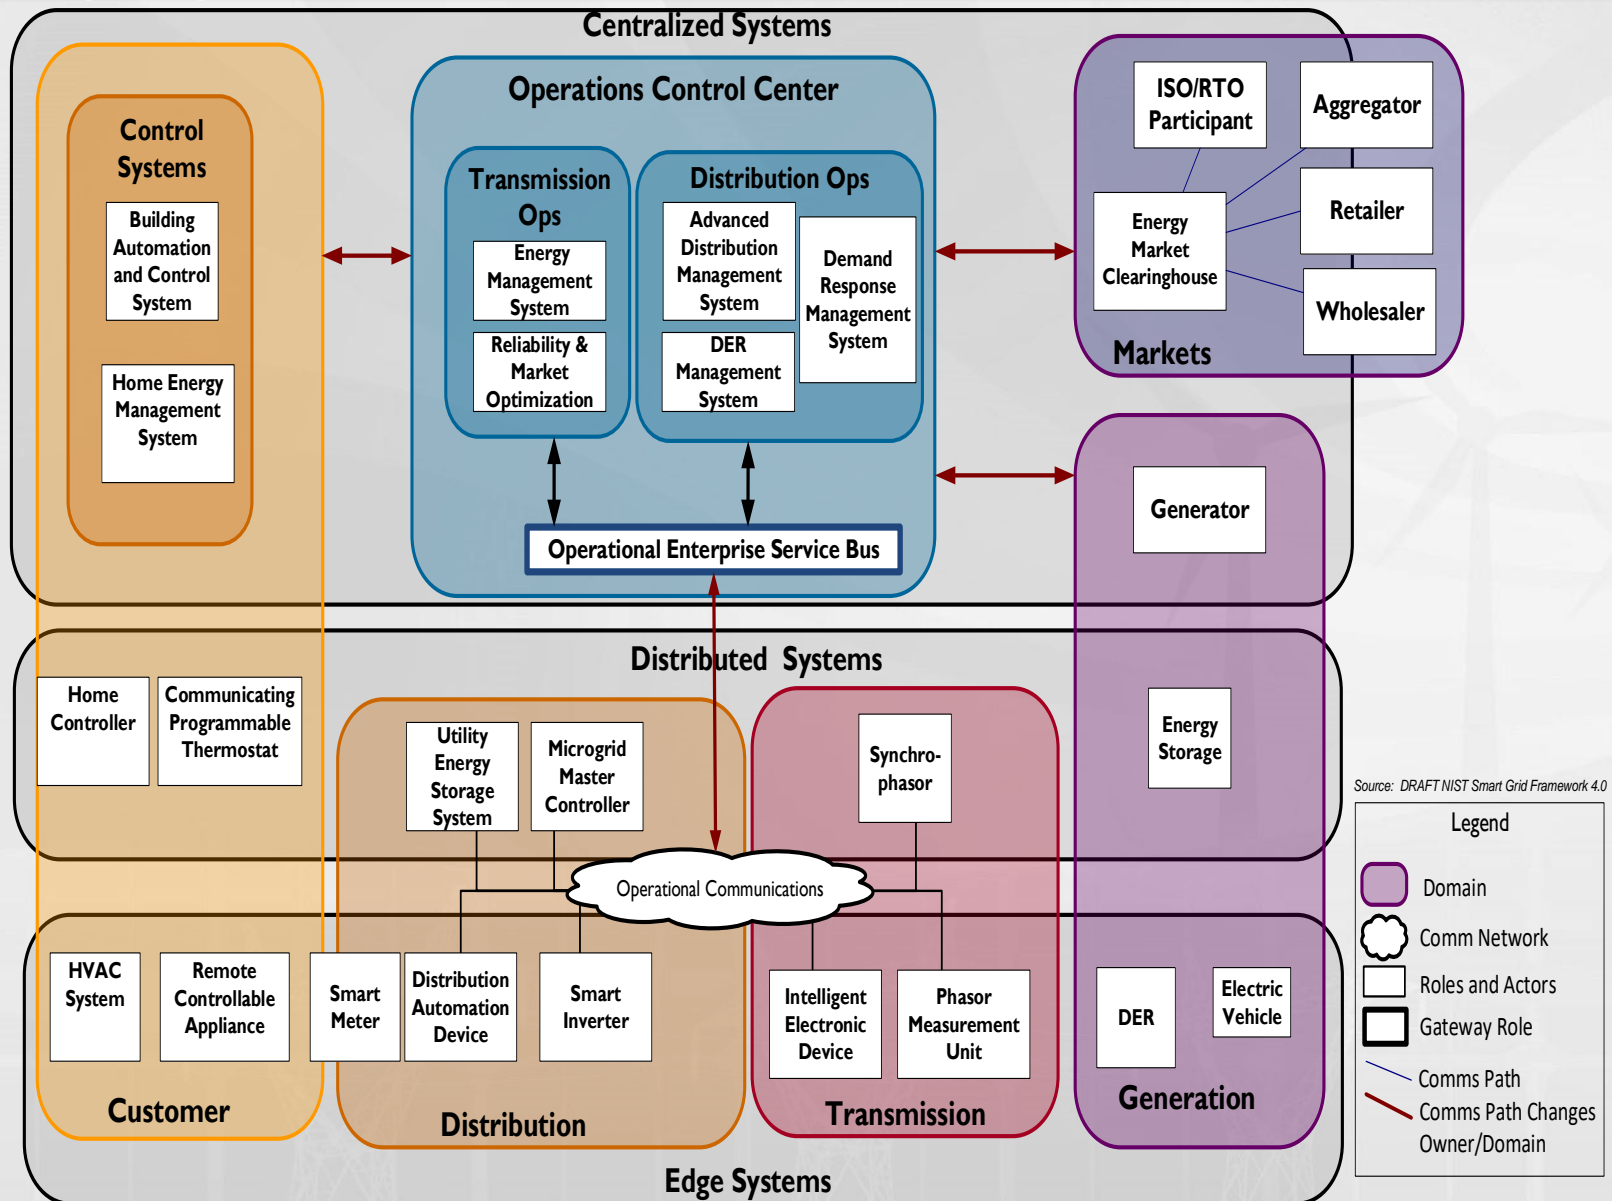 Centralized Systems
Operations Control Center
Control
Systems
Building
Automation
and Control
System
Home Energy
Management
System
Transmission
Ops
Energy
Management
System
Reliability &
Market
Optimization
Distribution Ops
Advanced
Distribution
Management
System
DER
Management
System
Demand
Response
Management
System
Operational Enterprise Service Bus
ISO/RTO
Participant
Aggregator
Retailer
Wholesaler
Energy
Market
Clearinghouse
Markets
Generator
Distributed Systems
Home
Controller
Communicating
Programmable
Thermostat
Utility
Energy
Storage
System
Microgrid
Master
Controller
Synchro-
phasor
Energy
Storage
Operational Communications
HVAC
System
Remote
Controllable
Appliance
Smart
Meter
Distribution
Automation
Device
Smart
Inverter
Intelligent
Electronic
Device
Phasor
Measurement
Unit
DER
Electric
Vehicle
Customer
Distribution
Transmission
Generation
Edge Systems
Source: DRAFT NIST Smart Grid Framework 4.0
Legend
Domain
Comm Network
Roles and Actors
Gateway Role
Comms Path
Comms Path Changes
Owner/Domain